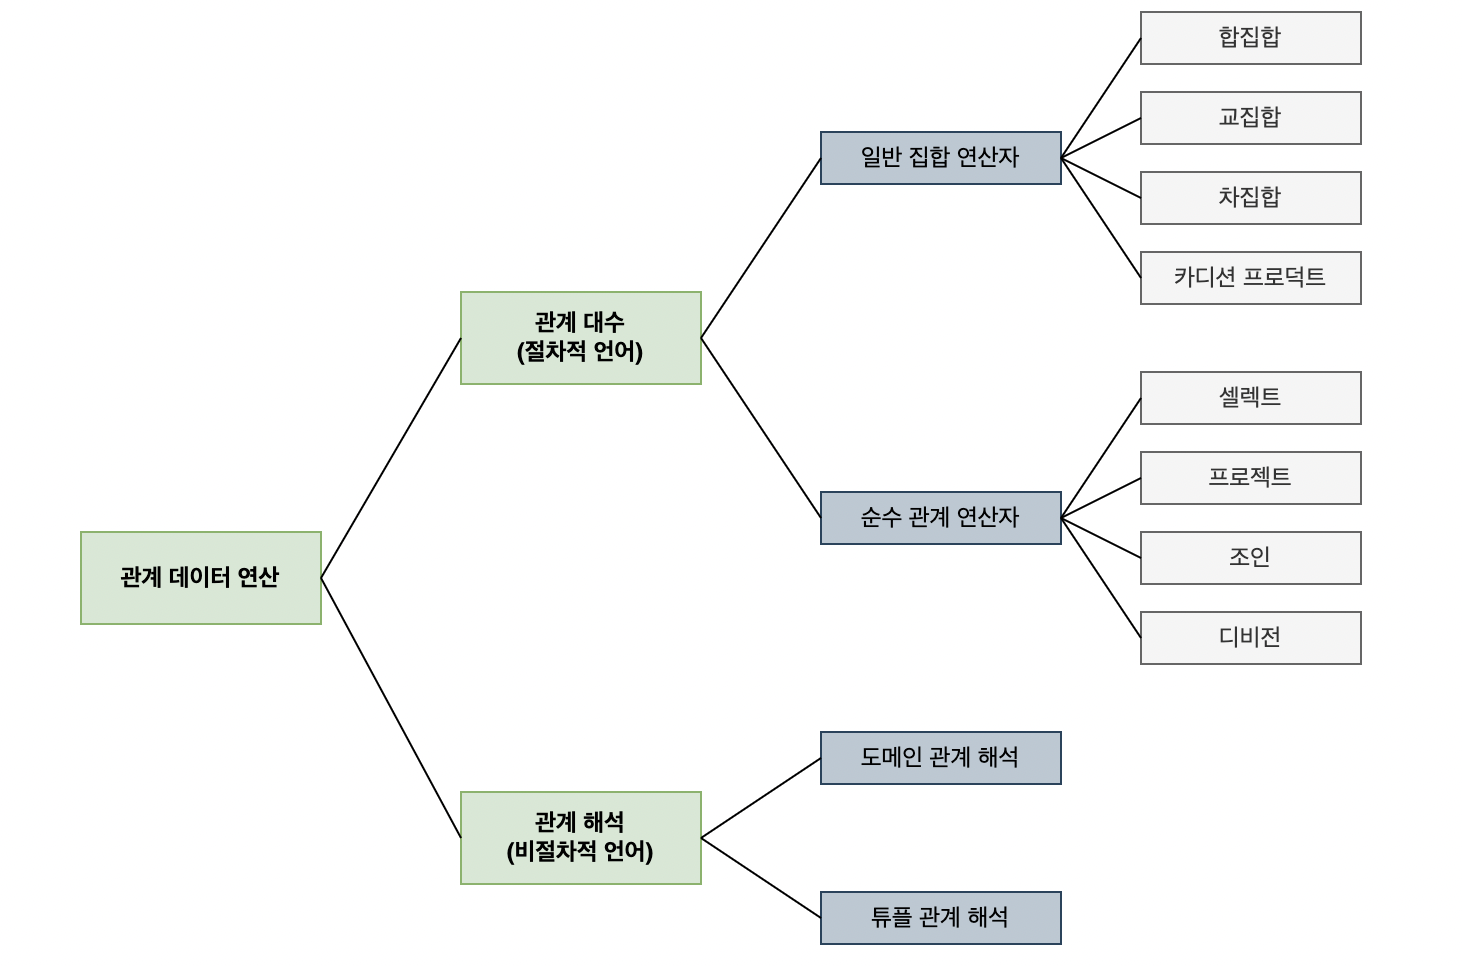 합집합
교집합
일반 집합 연산자
차집합
카디션 프로덕트
관계 대수
(절차적 언어)
셀렉트
프로젝트
순수 관계 연산자
조인
관계 데이터 연산
디비전
도메인 관계 해석
관계 해석
(비절차적 언어)
튜플 관계 해석